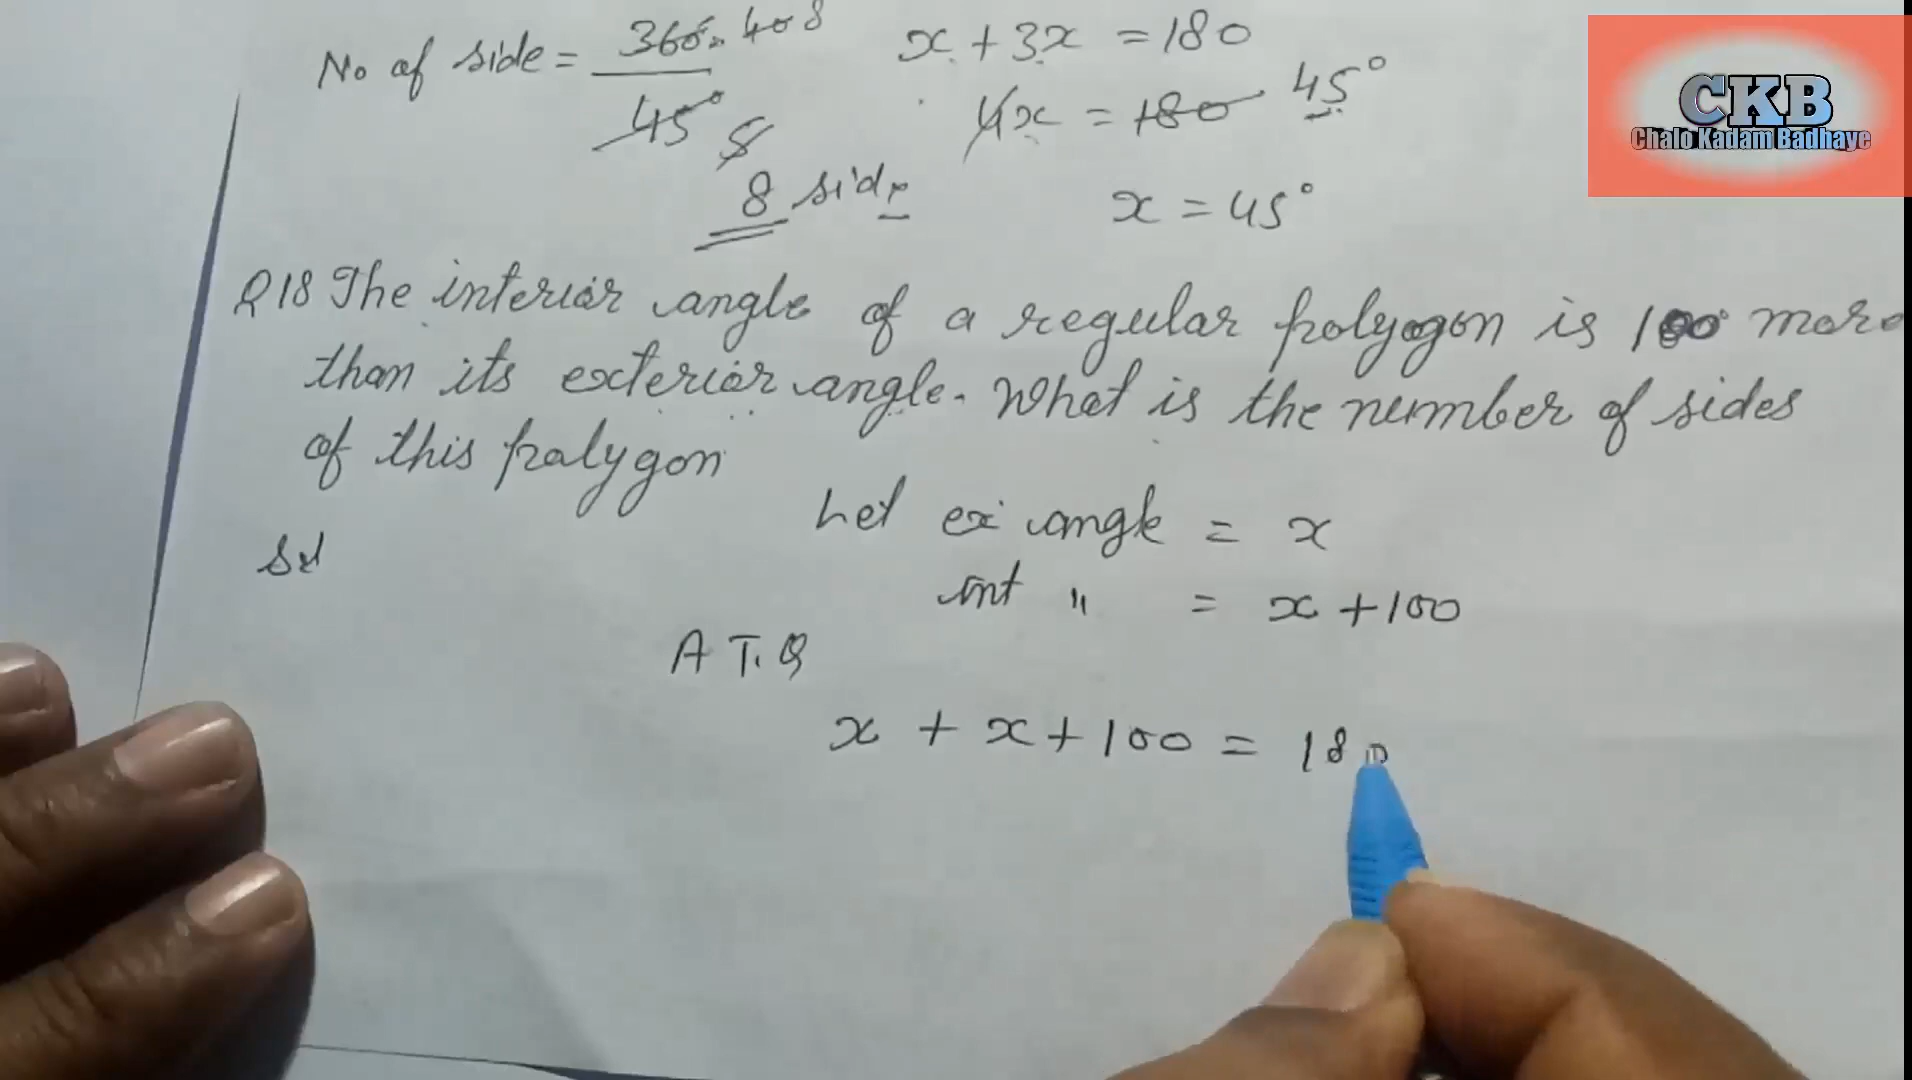 No of side = 360° 40 8
45° 5
8 side
x + 3x = 180
4x = 180 45°
x = 45°
CKB
Chalo Kadam Badhaye
Q18 The interior angle of a regular polyogon is 100° more
than its exterior angle. What is the number of sides
of this polygon
Sol
Let ex angle = x
int " = x + 100
A T. Q
x + x + 100 = 180